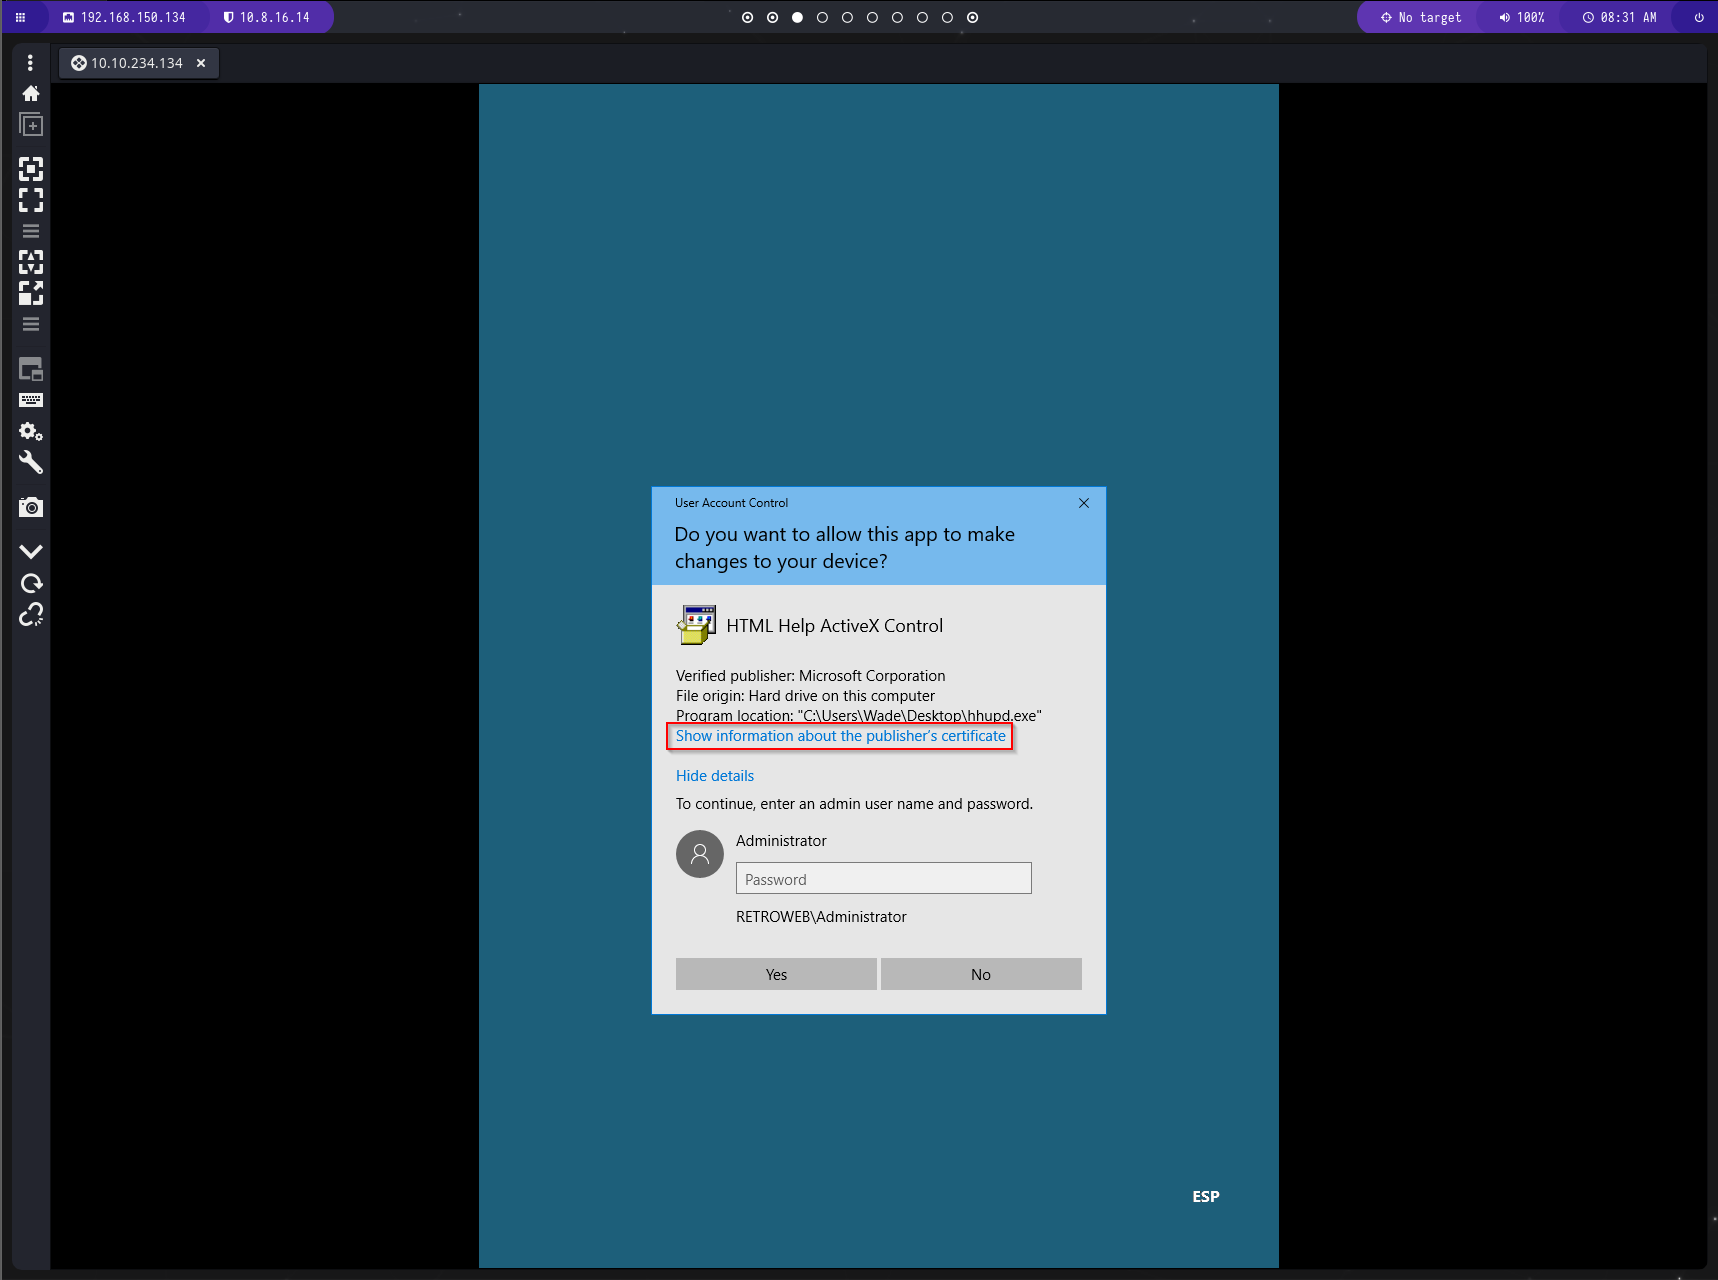 192.168.150.134
10.8.16.14
No target
100%
08:31 AM
10.10.234.134
User Account Control
Do you want to allow this app to make
changes to your device?
HTML Help ActiveX Control
Verified publisher: Microsoft Corporation
File origin: Hard drive on this computer
Program location: "C:\Users\Wade\Desktop\hhupd.exe"
Show information about the publisher's certificate
Hide details
To continue, enter an admin user name and password.
Administrator
Password
RETROWEB\Administrator
Yes
No
ESP